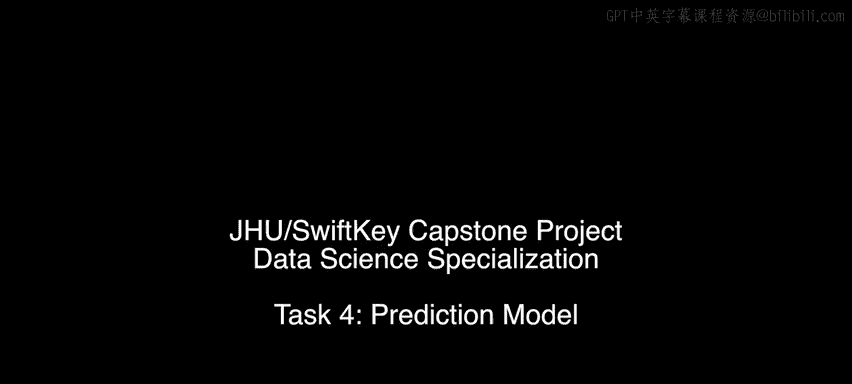 GPT中英字幕课程资源@bilibili.com
JHU/SwiftKey Capstone Project
Data Science Specialization
Task 4: Prediction Model